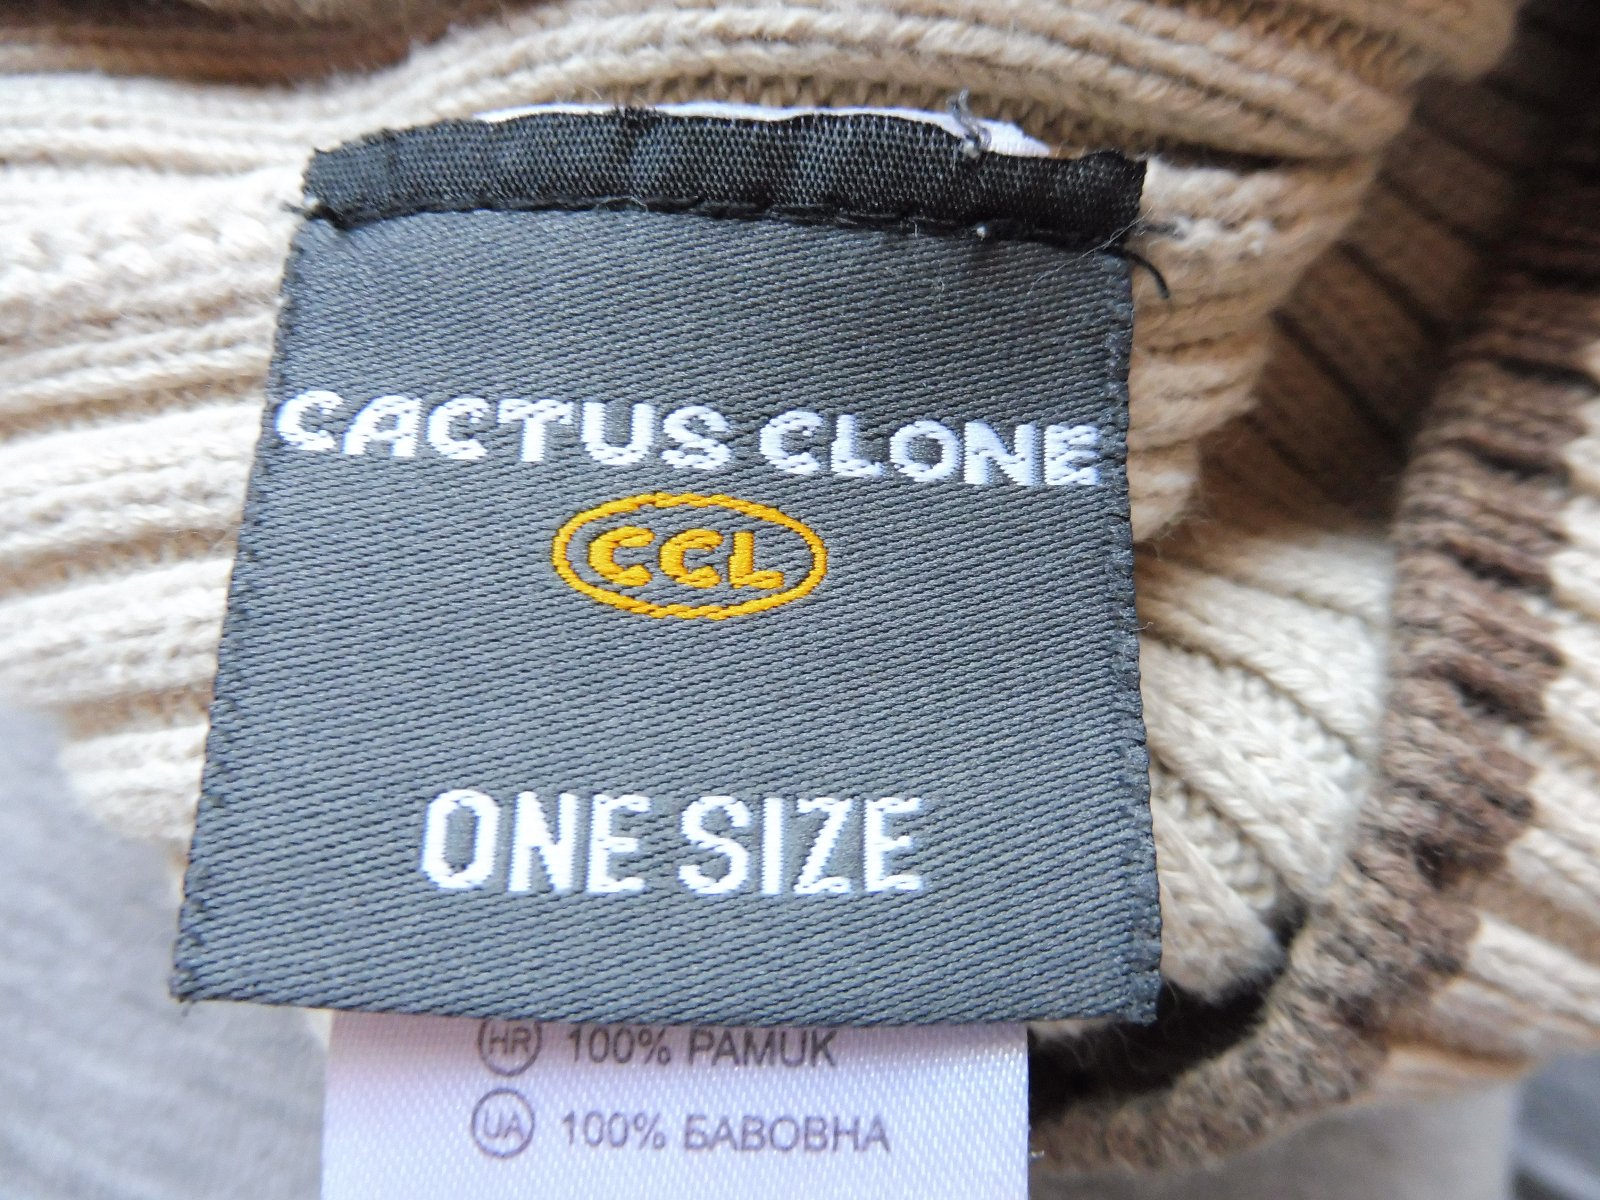 CACTUS CLONE
CCL
ONE SIZE
HR 100% PAMUK
UA 100% БАВОВНА